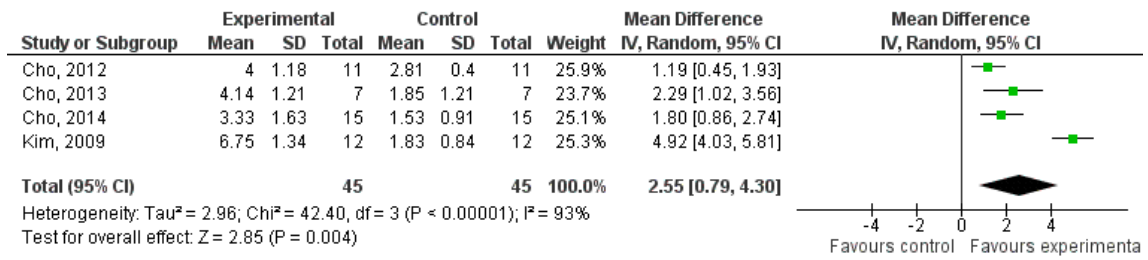 Experimental Control Mean Difference Mean Difference
Study or Subgroup Mean SD Total Mean SD Total Weight IV, Random, 95% CI IV, Random, 95% CI
Cho, 2012 4 1.18 11 2.81 0.4 11 25.9% 1.19 [0.45, 1.93]
Cho, 2013 4.14 1.21 7 1.85 1.21 7 23.7% 2.29 [1.02, 3.56]
Cho, 2014 3.33 1.63 15 1.53 0.91 15 25.1% 1.80 [0.86, 2.74]
Kim, 2009 6.75 1.34 12 1.83 0.84 12 25.3% 4.92 [4.03, 5.81]
Total (95% CI) 45 45 100.0% 2.55 [0.79, 4.30]
Heterogeneity: Tau² = 2.96; Chi² = 42.40, df = 3 (P < 0.00001); I² = 93%
Test for overall effect: Z = 2.85 (P = 0.004)
-4 -2 0 2 4
Favours control Favours experimenta